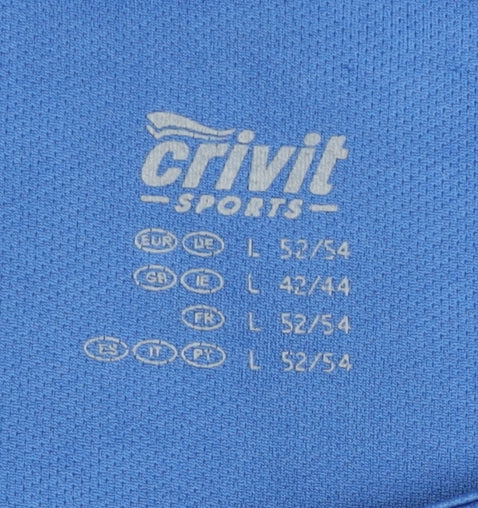 crivit
SPORTS
EUR DE L 52/54
GB IE L 42/44
FR L 52/54
ES IT PT L 52/54